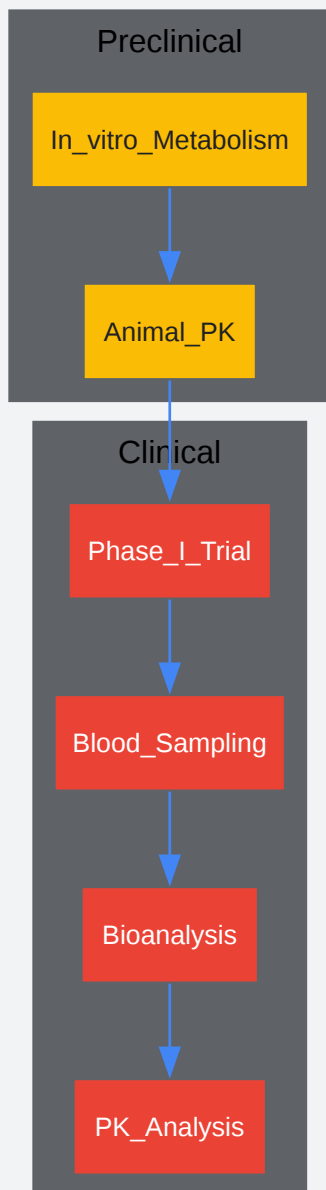 Preclinical
In_vitro_Metabolism
Animal_PK
Clinical
Phase_I_Trial
Blood_Sampling
Bioanalysis
PK_Analysis